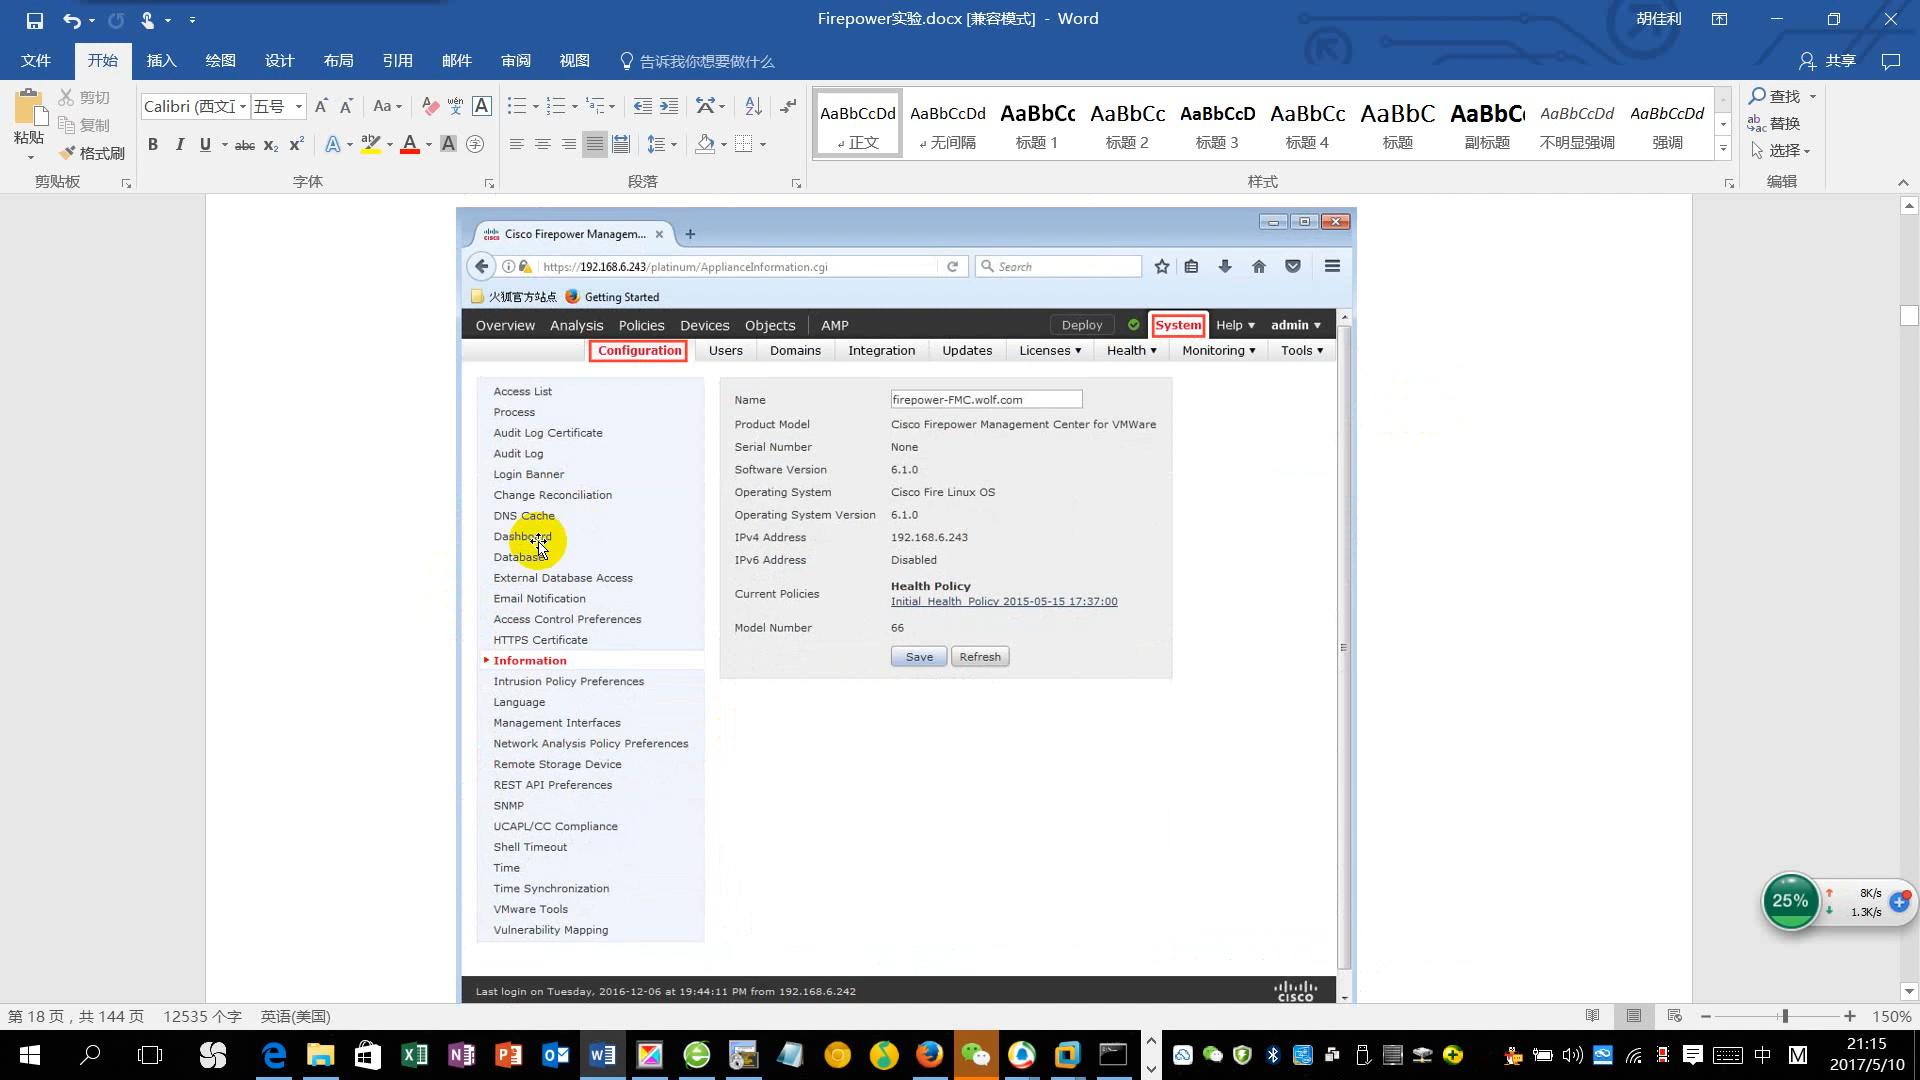 Firepower实验.docx [兼容模式] - Word
胡佳利
文件 开始 插入 绘图 设计 布局 引用 邮件 审阅 视图 告诉我你想要做什么 共享
粘贴 剪切 复制 格式刷
Calibri (西文正 五号
AaBbCcDd AaBbCcDd AaBbCc AaBbCc AaBbCcD AaBbCc AaBbC AaBbC AaBbCcDd AaBbCcDd
正文 无间隔 标题 1 标题 2 标题 3 标题 4 标题 副标题 不明显强调 强调
查找
替换
选择
剪贴板 字体 段落 样式 编辑
Cisco Firepower Managem...
https://192.168.6.243/platinum/ApplianceInformation.cgi
Search
火狐官方站点 Getting Started
Overview Analysis Policies Devices Objects AMP Deploy System Help admin
Configuration Users Domains Integration Updates Licenses Health Monitoring Tools
Access List
Process
Audit Log Certificate
Audit Log
Login Banner
Change Reconciliation
DNS Cache
Dashboard
Database
External Database Access
Email Notification
Access Control Preferences
HTTPS Certificate
Information
Intrusion Policy Preferences
Language
Management Interfaces
Network Analysis Policy Preferences
Remote Storage Device
REST API Preferences
SNMP
UCAPL/CC Compliance
Shell Timeout
Time
Time Synchronization
VMware Tools
Vulnerability Mapping
Name firepower-FMC.wolf.com
Product Model Cisco Firepower Management Center for VMWare
Serial Number None
Software Version 6.1.0
Operating System Cisco Fire Linux OS
Operating System Version 6.1.0
IPv4 Address 192.168.6.243
IPv6 Address Disabled
Current Policies Health Policy
Initial_Health_Policy 2015-05-15 17:37:00
Model Number 66
Save Refresh
Last login on Tuesday, 2016-12-06 at 19:44:11 PM from 192.168.6.242
CISCO
25%
8K/s
1.3K/s
第 18 页，共 144 页 12535 个字 英语(美国)
150%
中 M
21:15
2017/5/10